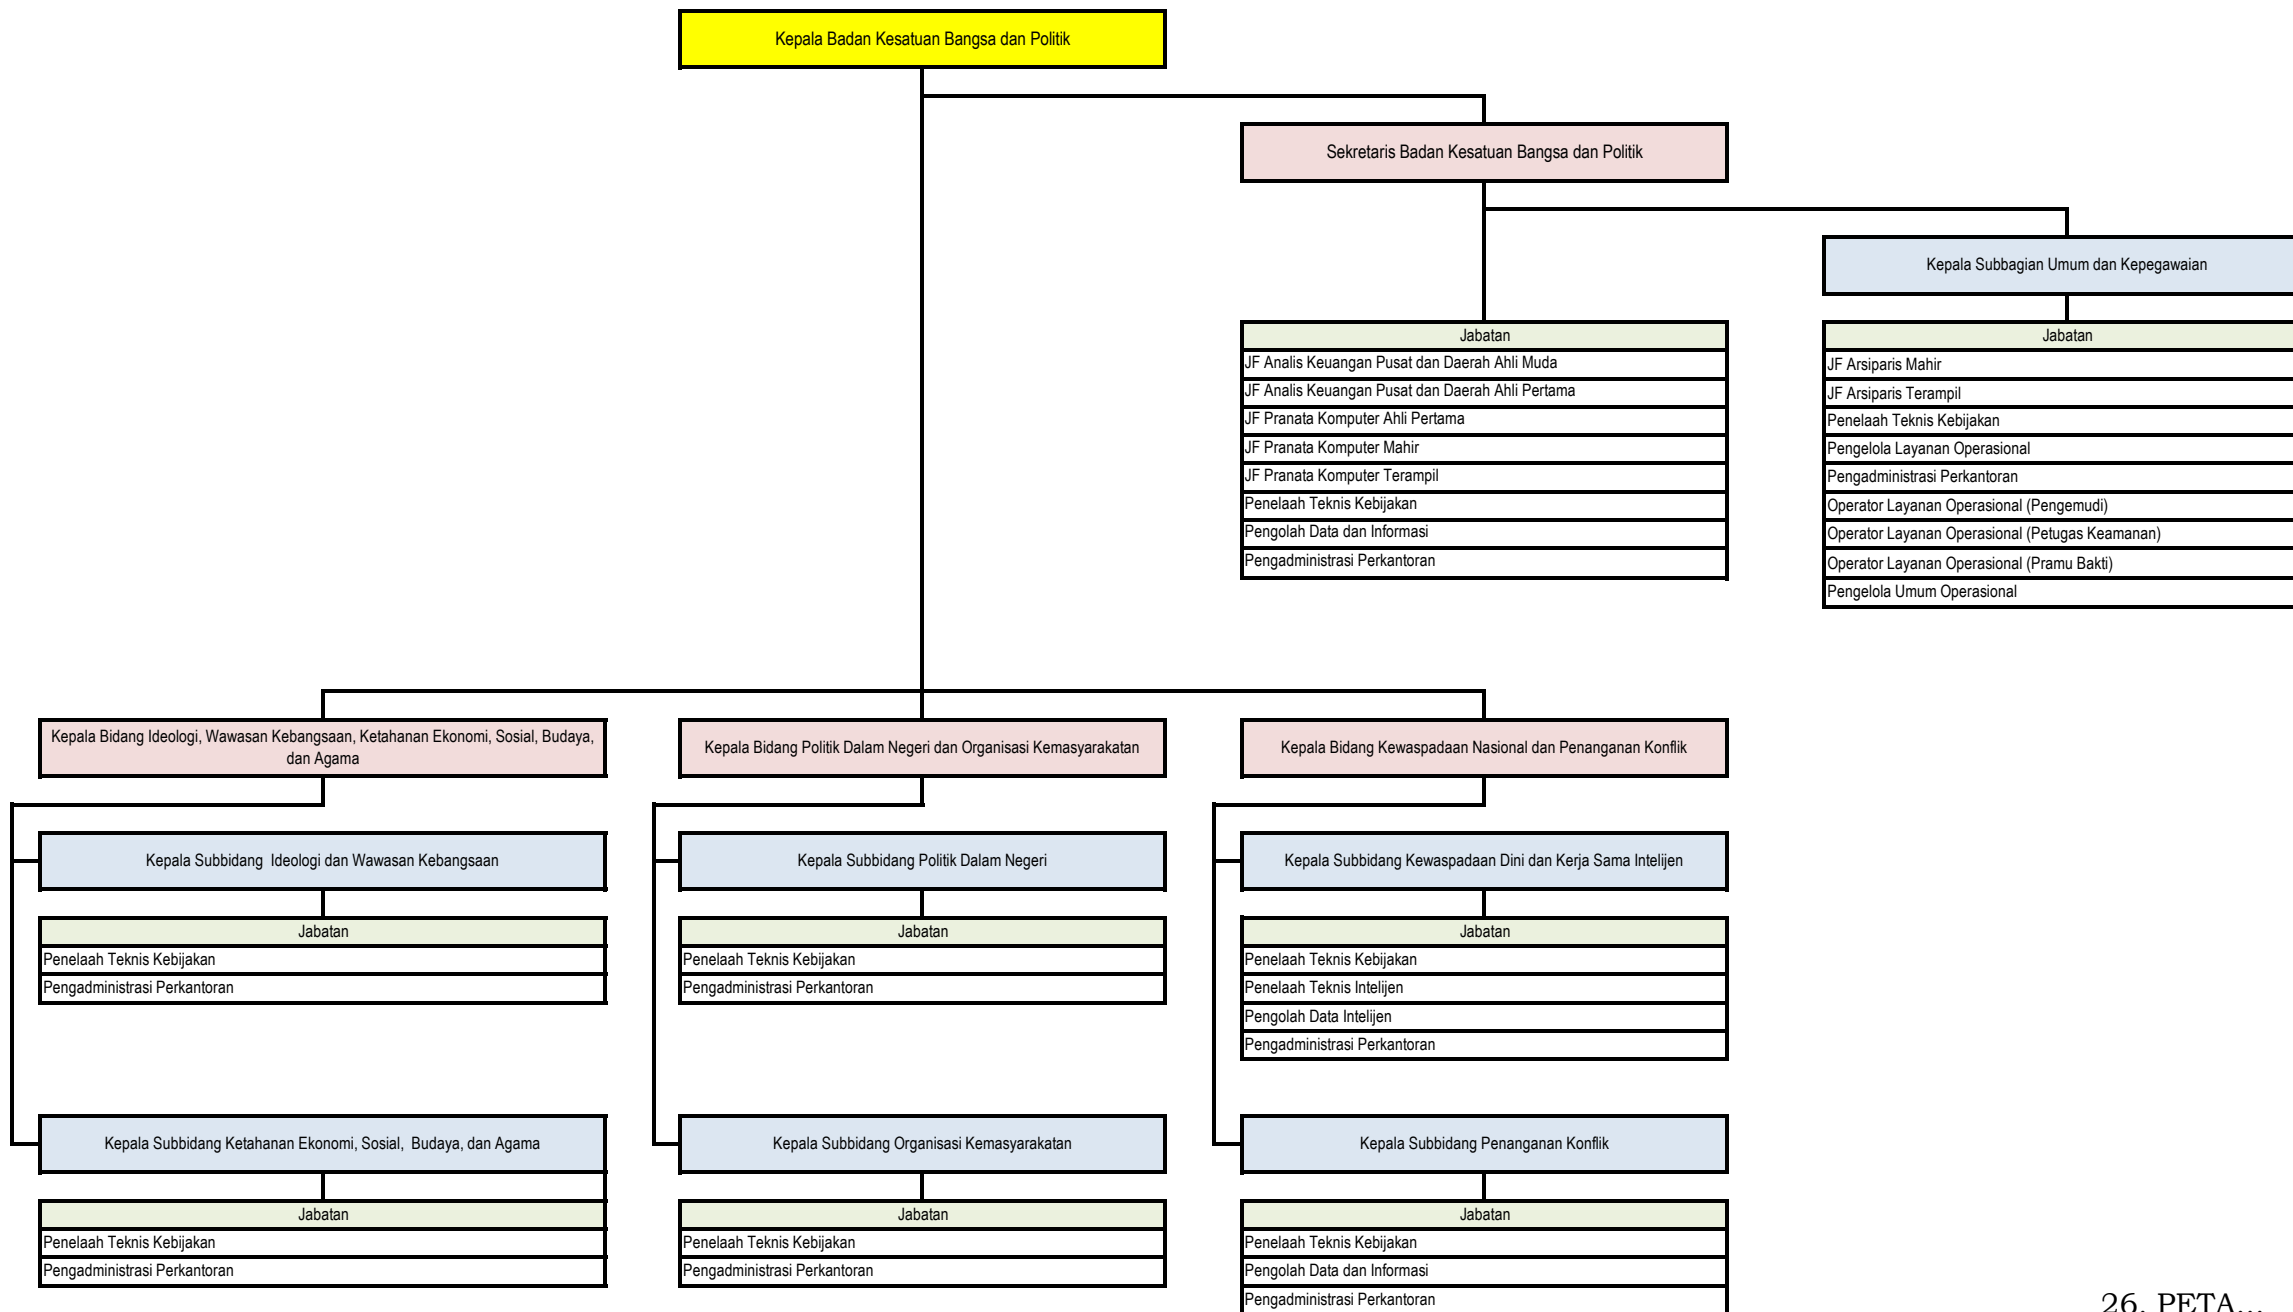 Kepala Badan Kesatuan Bangsa dan Politik
Sekretaris Badan Kesatuan Bangsa dan Politik
Kepala Subbagian Umum dan Kepegawaian
Jabatan
JF Analis Keuangan Pusat dan Daerah Ahli Muda
JF Analis Keuangan Pusat dan Daerah Ahli Pertama
JF Pranata Komputer Ahli Pertama
JF Pranata Komputer Mahir
JF Pranata Komputer Terampil
Penelaah Teknis Kebijakan
Pengolah Data dan Informasi
Pengadministrasi Perkantoran
Jabatan
JF Arsiparis Mahir
JF Arsiparis Terampil
Penelaah Teknis Kebijakan
Pengelola Layanan Operasional
Pengadministrasi Perkantoran
Operator Layanan Operasional (Pengemudi)
Operator Layanan Operasional (Petugas Keamanan)
Operator Layanan Operasional (Pramu Bakti)
Pengelola Umum Operasional
Kepala Bidang Ideologi, Wawasan Kebangsaan, Ketahanan Ekonomi, Sosial, Budaya,
dan Agama
Kepala Bidang Politik Dalam Negeri dan Organisasi Kemasyarakatan
Kepala Bidang Kewaspadaan Nasional dan Penanganan Konflik
Kepala Subbidang  Ideologi dan Wawasan Kebangsaan
Jabatan
Penelaah Teknis Kebijakan
Pengadministrasi Perkantoran
Kepala Subbidang Politik Dalam Negeri
Jabatan
Penelaah Teknis Kebijakan
Pengadministrasi Perkantoran
Kepala Subbidang Kewaspadaan Dini dan Kerja Sama Intelijen
Jabatan
Penelaah Teknis Kebijakan
Penelaah Teknis Intelijen
Pengolah Data Intelijen
Pengadministrasi Perkantoran
Kepala Subbidang Ketahanan Ekonomi, Sosial,  Budaya, dan Agama
Jabatan
Penelaah Teknis Kebijakan
Pengadministrasi Perkantoran
Kepala Subbidang Organisasi Kemasyarakatan
Jabatan
Penelaah Teknis Kebijakan
Pengadministrasi Perkantoran
Kepala Subbidang Penanganan Konflik
Jabatan
Penelaah Teknis Kebijakan
Pengolah Data dan Informasi
Pengadministrasi Perkantoran
26. PETA...